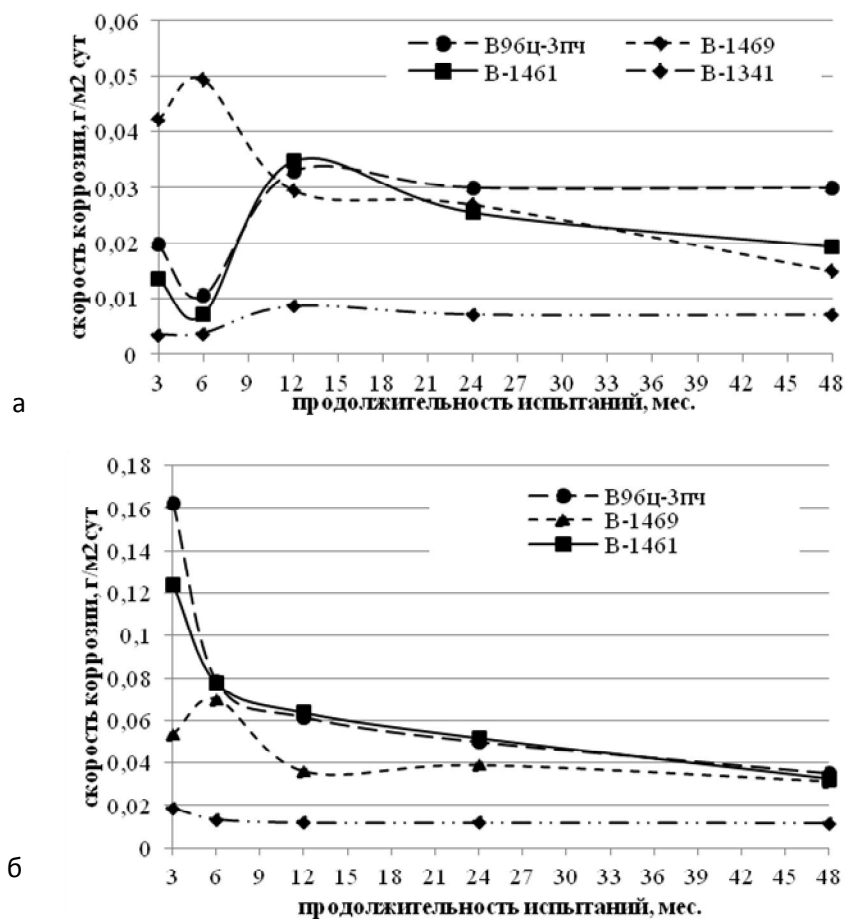 0,06
0,05
0,04
0,03
0,02
0,01
0
скорость коррозии, г/м2 сут
В96ц-3пч
В-1469
В-1461
В-1341
3 6 9 12 15 18 21 24 27 30 33 36 39 42 45 48
продолжительность испытаний, мес.
а
0,18
0,16
0,14
0,12
0,1
0,08
0,06
0,04
0,02
0
скорость коррозии, г/м2 сут
В96ц-3пч
В-1469
В-1461
3 6 9 12 15 18 21 24 27 30 33 36 39 42 45 48
продолжительность испытаний, мес.
б